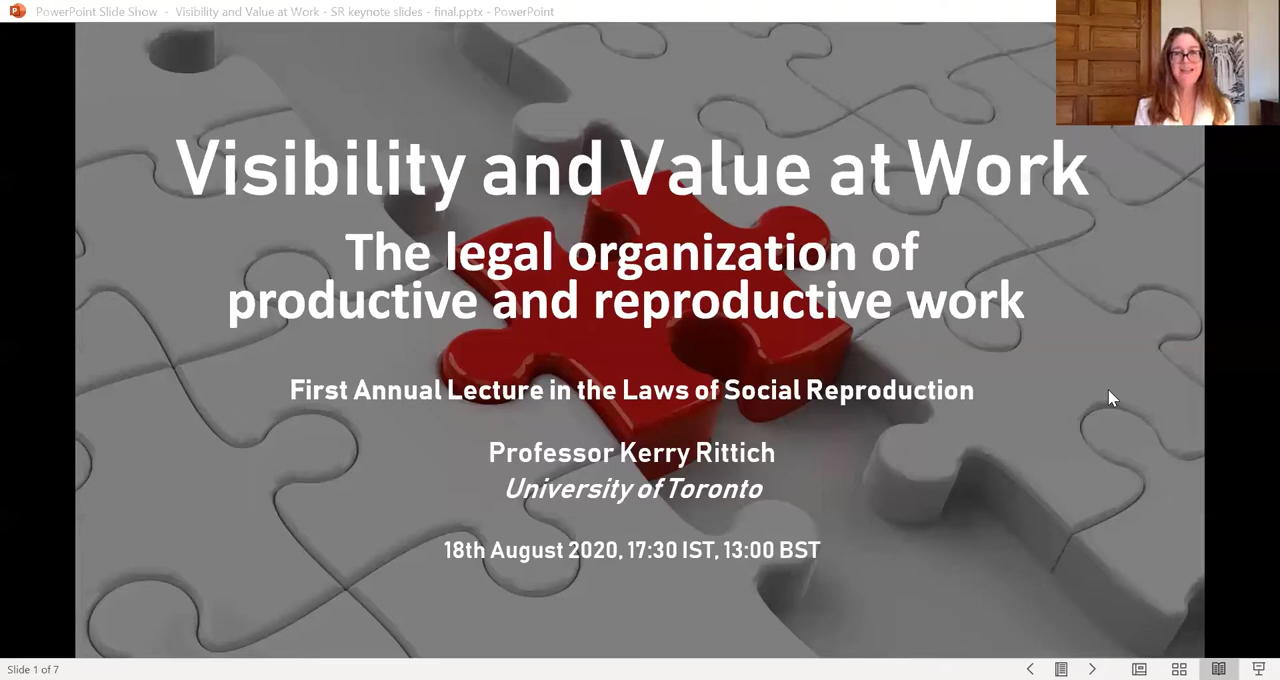 PowerPoint Slide Show - Visibility and Value at Work - SR keynote slides - final.pptx - PowerPoint
Visibility and Value at Work
The legal organization of
productive and reproductive work
First Annual Lecture in the Laws of Social Reproduction
Professor Kerry Rittich
University of Toronto
18th August 2020, 17:30 IST, 13:00 BST
Slide 1 of 7